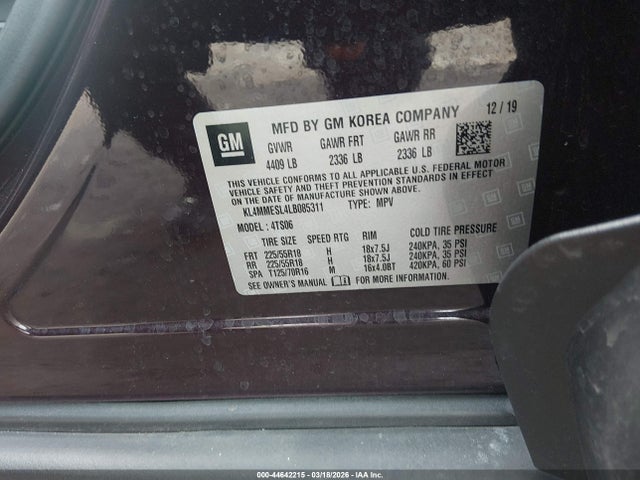 GM
MFD BY GM KOREA COMPANY 12/19
GVWR GAWR FRT GAWR RR
4409 LB 2336 LB 2336 LB
THIS VEHICLE CONFORMS TO ALL APPLICABLE U.S. FEDERAL MOTOR
VEHICLE SAFETY AND THEFT PREVENTION STANDARDS IN EFFECT
ON THE DATE OF MANUFACTURE SHOWN ABOVE.
KL4MMESL4LB085311 TYPE: MPV
MODEL: 4TS06
TIRE SIZE SPEED RTG RIM COLD TIRE PRESSURE
FRT 225/55R18 H 18x7.5J 240KPA, 35 PSI
RR 225/55R18 H 18x7.5J 240KPA, 35 PSI
SPA T125/70R16 M 16x4.0BT 420KPA, 60 PSI
SEE OWNER'S MANUAL FOR MORE INFORMATION.
000-44642215 - 03/18/2026 - IAA Inc.